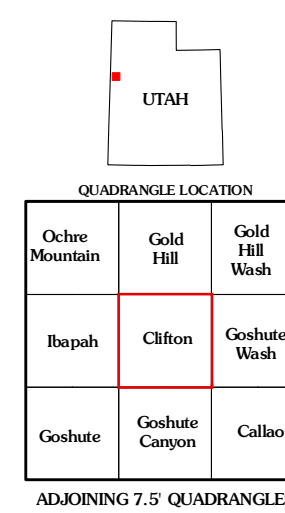 UTAH
QUADRANGLE LOCATION
Ochre
Mountain
Gold
Hill
Gold
Hill
Wash
Ibapah
Clifton
Goshute
Wash
Goshute
Goshute
Canyon
Callao
ADJOINING 7.5' QUADRANGLES